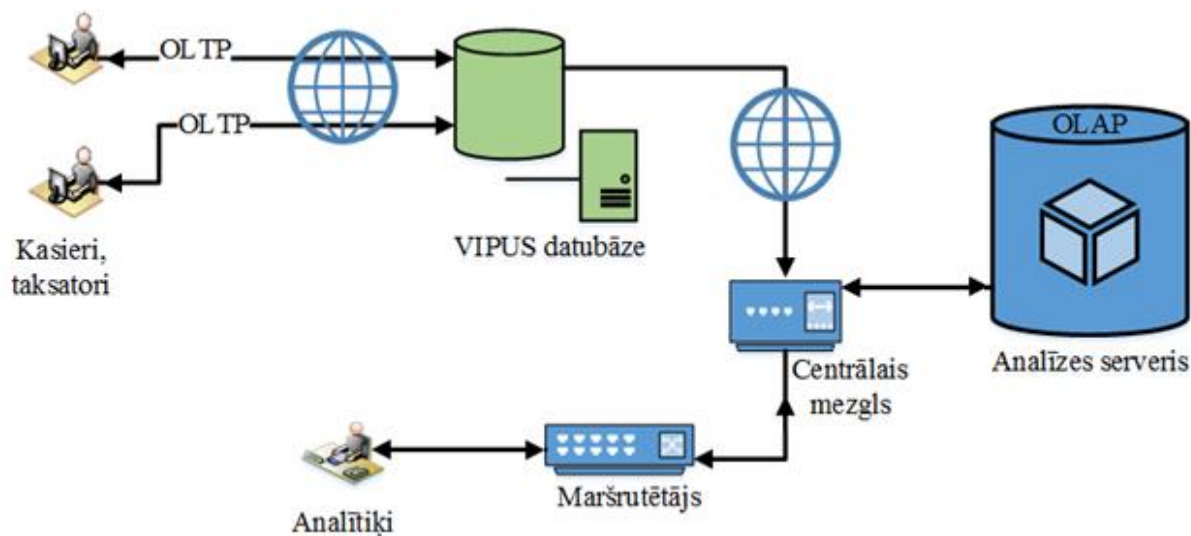 OLTP
OLTP
Kasieri,
taksatori
VIPUS datubāze
OLAP
Analīzes serveris
Centrālais
mezgls
Maršrutētājs
Analītiķi